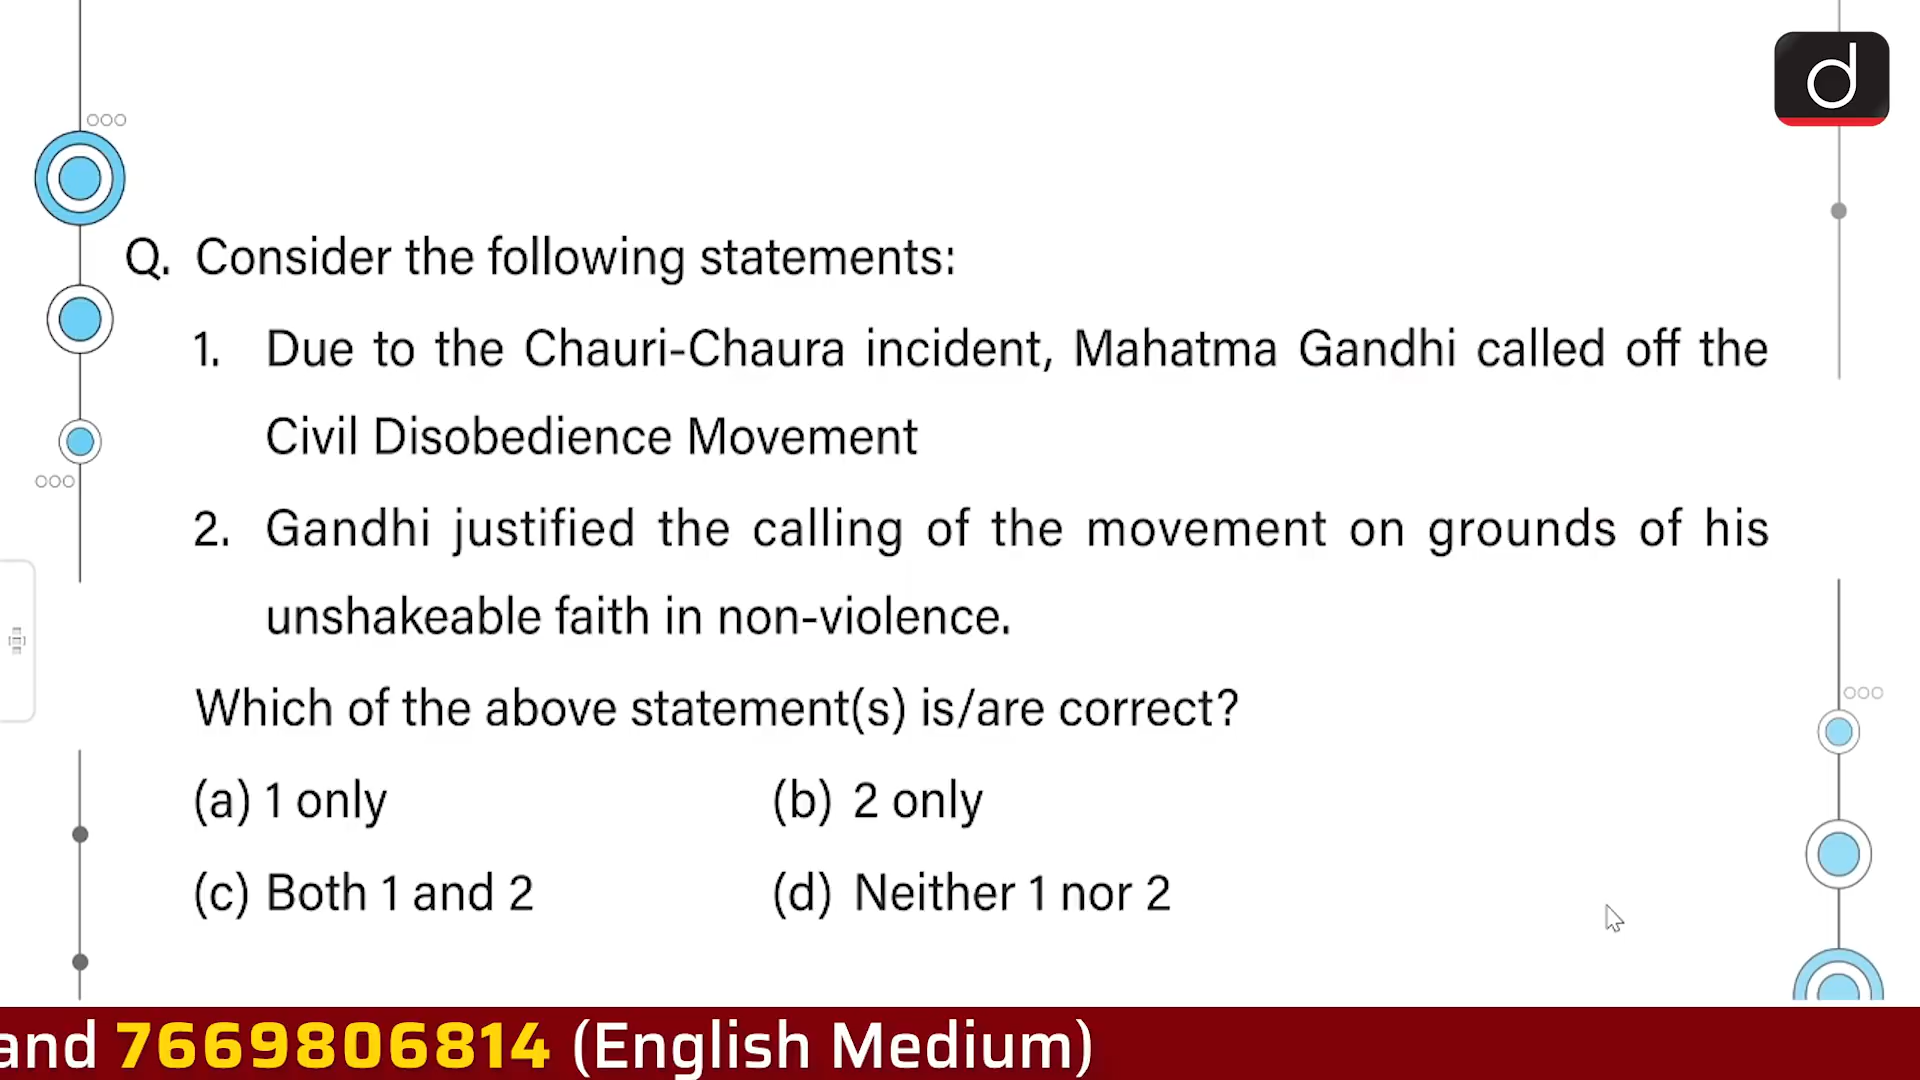 d
Q. Consider the following statements:
1. Due to the Chauri-Chaura incident, Mahatma Gandhi called off the
Civil Disobedience Movement
2. Gandhi justified the calling of the movement on grounds of his
unshakeable faith in non-violence.
Which of the above statement(s) is/are correct?
(a) 1 only (b) 2 only
(c) Both 1 and 2 (d) Neither 1 nor 2
and 7669806814 (English Medium)